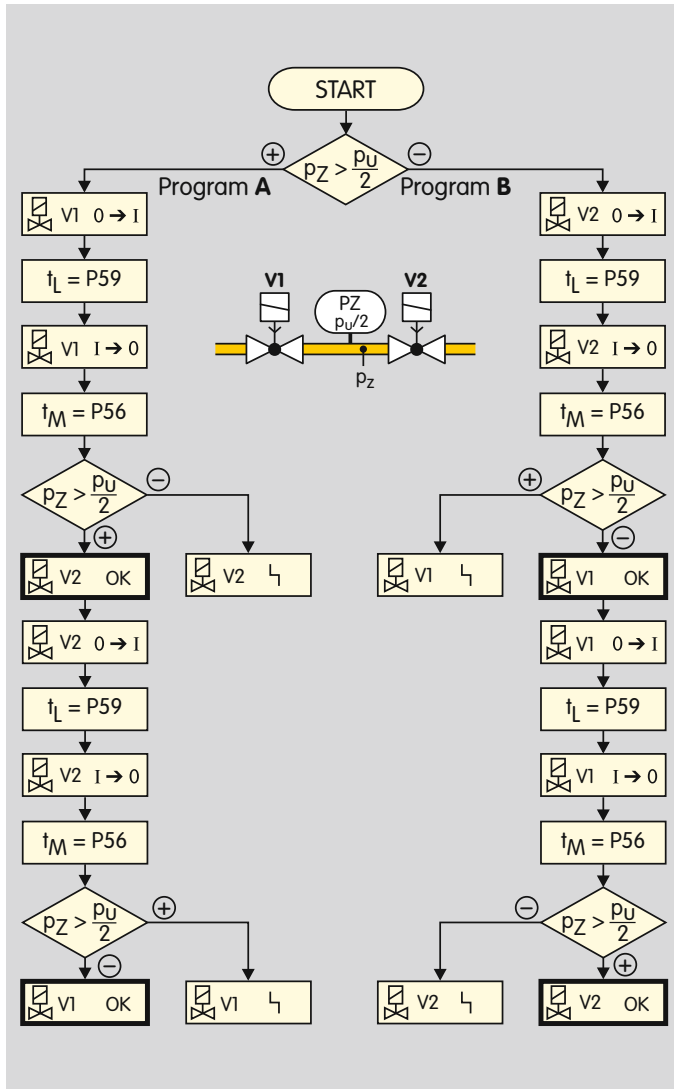 START
pZ > pu/2
Program A
Program B
V1 0 → I
V2 0 → I
tL = P59
V1 V2
PZ
pu/2
tL = P59
V1 I → 0
pZ
V2 I → 0
tM = P56
tM = P56
pZ > pu/2
pZ > pu/2
V2 OK
V2
V1
V1 OK
V2 0 → I
V1 0 → I
tL = P59
tL = P59
V2 I → 0
V1 I → 0
tM = P56
tM = P56
pZ > pu/2
pZ > pu/2
V1 OK
V1
V2
V2 OK